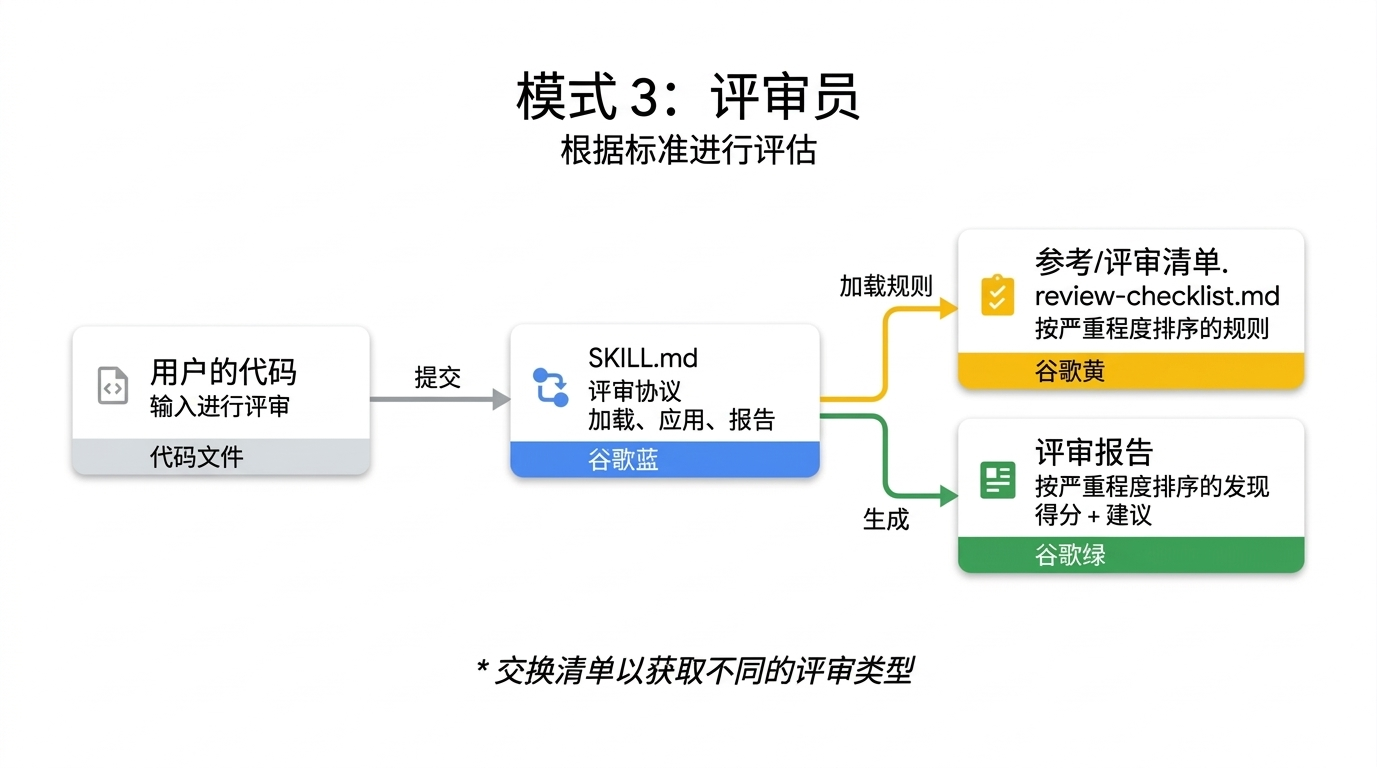 模式 3：评审员
根据标准进行评估
用户的代码
输入进行评审
代码文件
提交
SKILL.md
评审协议
加载、应用、报告
谷歌蓝
加载规则
参考/评审清单.
review-checklist.md
按严重程度排序的规则
谷歌黄
生成
评审报告
按严重程度排序的发现
得分 + 建议
谷歌绿
* 交换清单以获取不同的评审类型